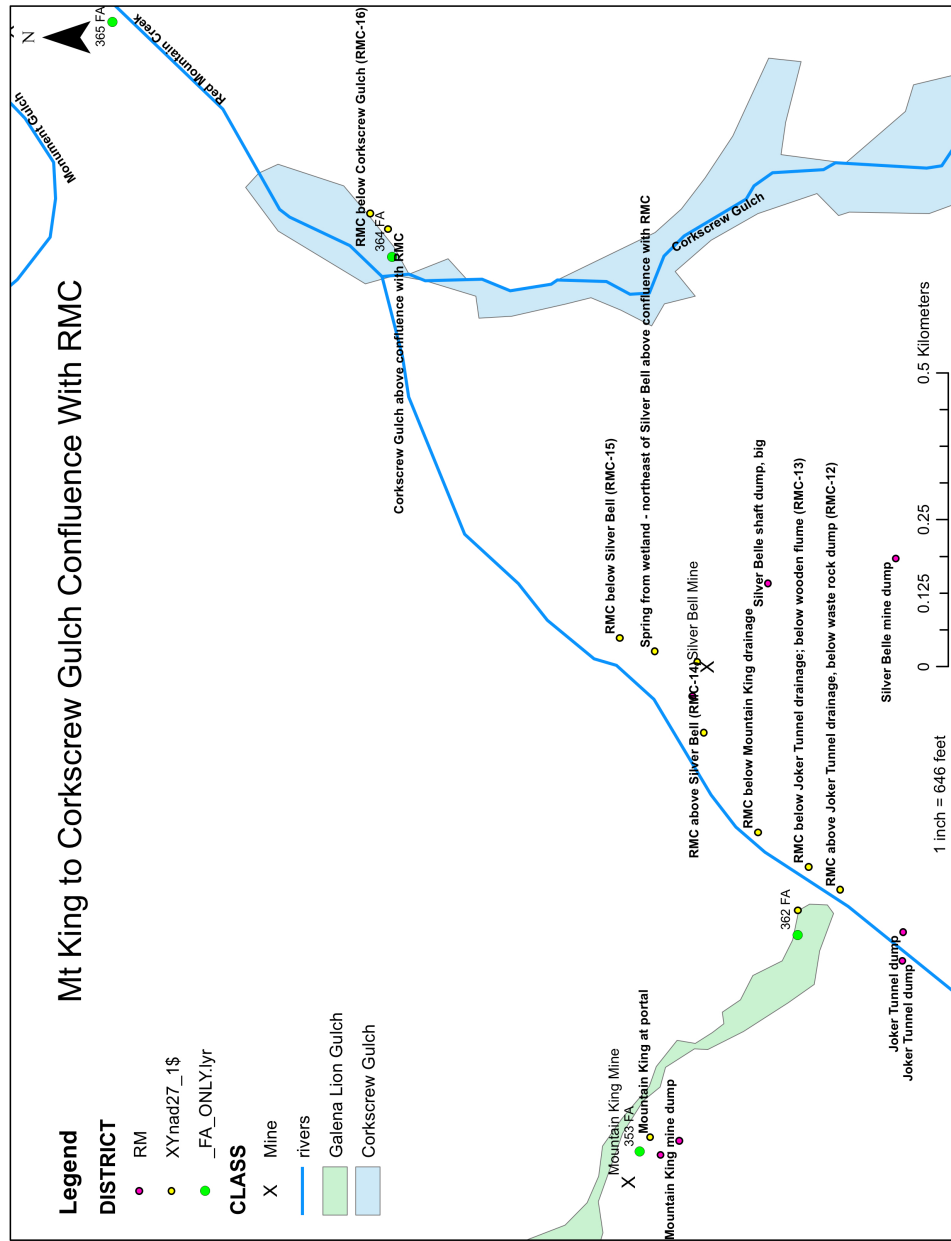 Mt King to Corkscrew Gulch Confluence With RMC
Legend
DISTRICT
RM
XYnad27_1$
_FA_ONLY.lyr
CLASS
X Mine
rivers
Galena Lion Gulch
Corkscrew Gulch
N
Monument Gulch
365 FA
Red Mountain Creek
RMC below Corkscrew Gulch (RMC-16)
364 FA
Corkscrew Gulch above confluence with RMC
Corkscrew Gulch
RMC below Silver Bell (RMC-15)
Spring from wetland - northeast of Silver Bell above confluence with RMC
Silver Bell Mine
X
RMC above Silver Bell (RMC-14)
Silver Belle shaft dump, big
RMC below Mountain King drainage
RMC below Joker Tunnel drainage; below wooden flume (RMC-13)
RMC above Joker Tunnel drainage, below waste rock dump (RMC-12)
Silver Belle mine dump
362 FA
Joker Tunnel dump
Joker Tunnel dump
Mountain King Mine
X
353 FA
Mountain King at portal
Mountain King mine dump
1 inch = 646 feet
0 0.125 0.25 0.5 Kilometers